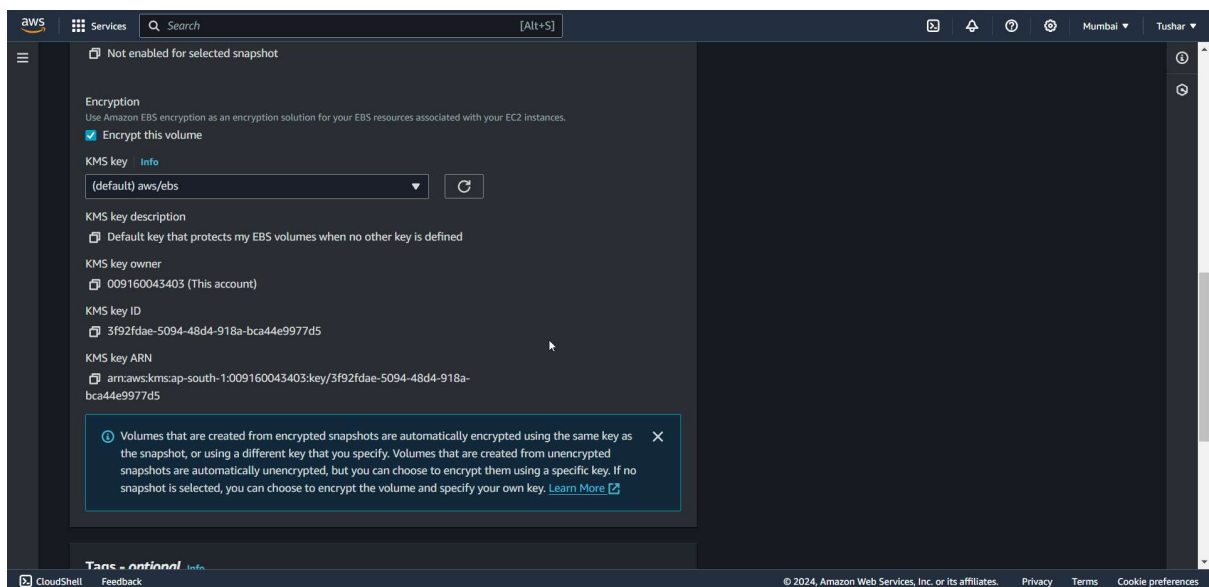 aws
Services
Search
[Alt+S]
Mumbai
Tushar
Not enabled for selected snapshot
Encryption
Use Amazon EBS encryption as an encryption solution for your EBS resources associated with your EC2 instances.
Encrypt this volume
KMS key
Info
(default) aws/ebs
KMS key description
Default key that protects my EBS volumes when no other key is defined
KMS key owner
009160043403 (This account)
KMS key ID
3f92fdae-5094-48d4-918a-bca44e9977d5
KMS key ARN
arn:aws:kms:ap-south-1:009160043403:key/3f92fdae-5094-48d4-918a-
bca44e9977d5
Volumes that are created from encrypted snapshots are automatically encrypted using the same key as
the snapshot, or using a different key that you specify. Volumes that are created from unencrypted
snapshots are automatically unencrypted, but you can choose to encrypt them using a specific key. If no
snapshot is selected, you can choose to encrypt the volume and specify your own key. Learn More
Tags - optional Info
CloudShell
Feedback
© 2024, Amazon Web Services, Inc. or its affiliates.
Privacy
Terms
Cookie preferences